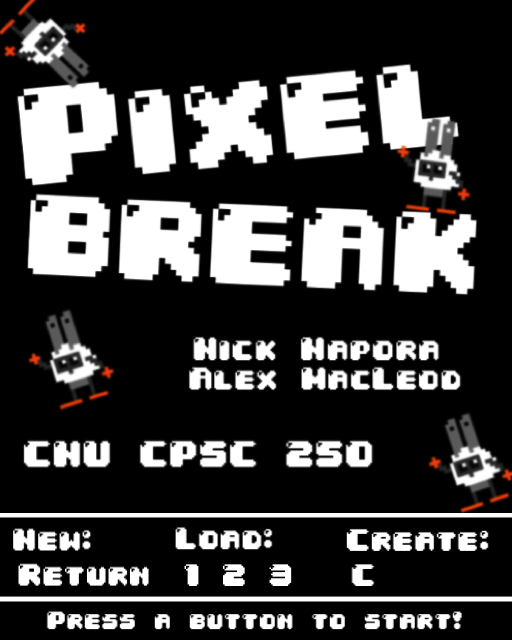 PIXEL
BREAK
Nick Napora
Alex MacLeod
CNU CPSC 250
New: Load: Create:
Return 1 2 3 C
Press a button to start!